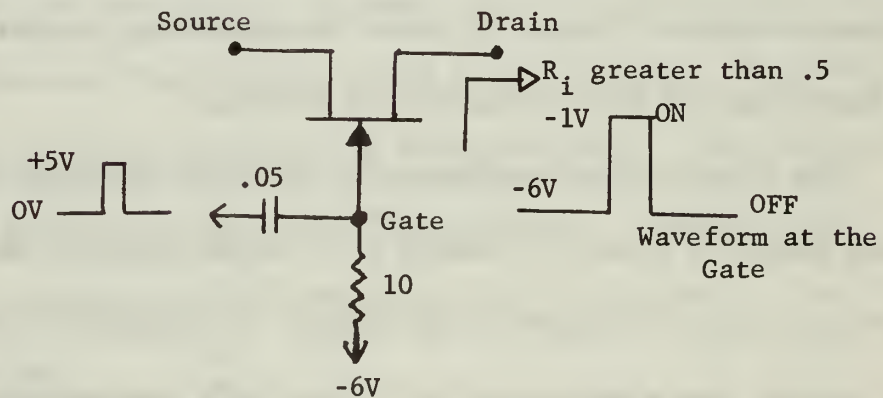 Source
Drain
R_i greater than .5
-1V
ON
+5V
.05
-6V
0V
Gate
OFF
Waveform at the
Gate
10
-6V